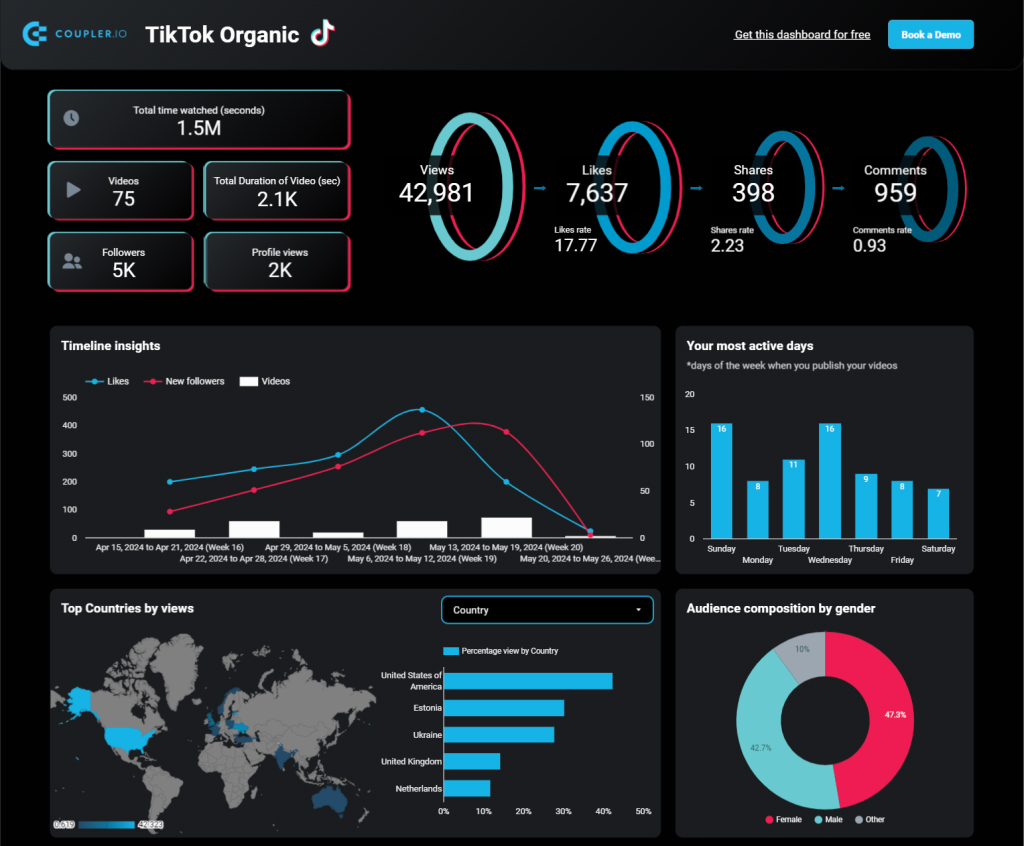 COUPLER.IO
TikTok Organic
Get this dashboard for free
Book a Demo
Total time watched (seconds)
1.5M
Videos
75
Total Duration of Video (sec)
2.1K
Followers
5K
Profile views
2K
Views
42,981
Likes
7,637
Likes rate
17.77
Shares
398
Shares rate
2.23
Comments
959
Comments rate
0.93
Timeline insights
Likes
New followers
Videos
500
400
300
200
100
0
150
100
50
0
Apr 15, 2024 to Apr 21, 2024 (Week 16)
Apr 22, 2024 to Apr 28, 2024 (Week 17)
Apr 29, 2024 to May 5, 2024 (Week 18)
May 6, 2024 to May 12, 2024 (Week 19)
May 13, 2024 to May 19, 2024 (Week 20)
May 20, 2024 to May 26, 2024 (Wee...
Your most active days
*days of the week when you publish your videos
20
15
10
5
0
16
8
11
16
9
8
7
Sunday
Monday
Tuesday
Wednesday
Thursday
Friday
Saturday
Top Countries by views
Country
0.619
42.323
Percentage view by Country
United States of
America
Estonia
Ukraine
United Kingdom
Netherlands
0%
10%
20%
30%
40%
50%
Audience composition by gender
10%
47.3%
42.7%
Female
Male
Other